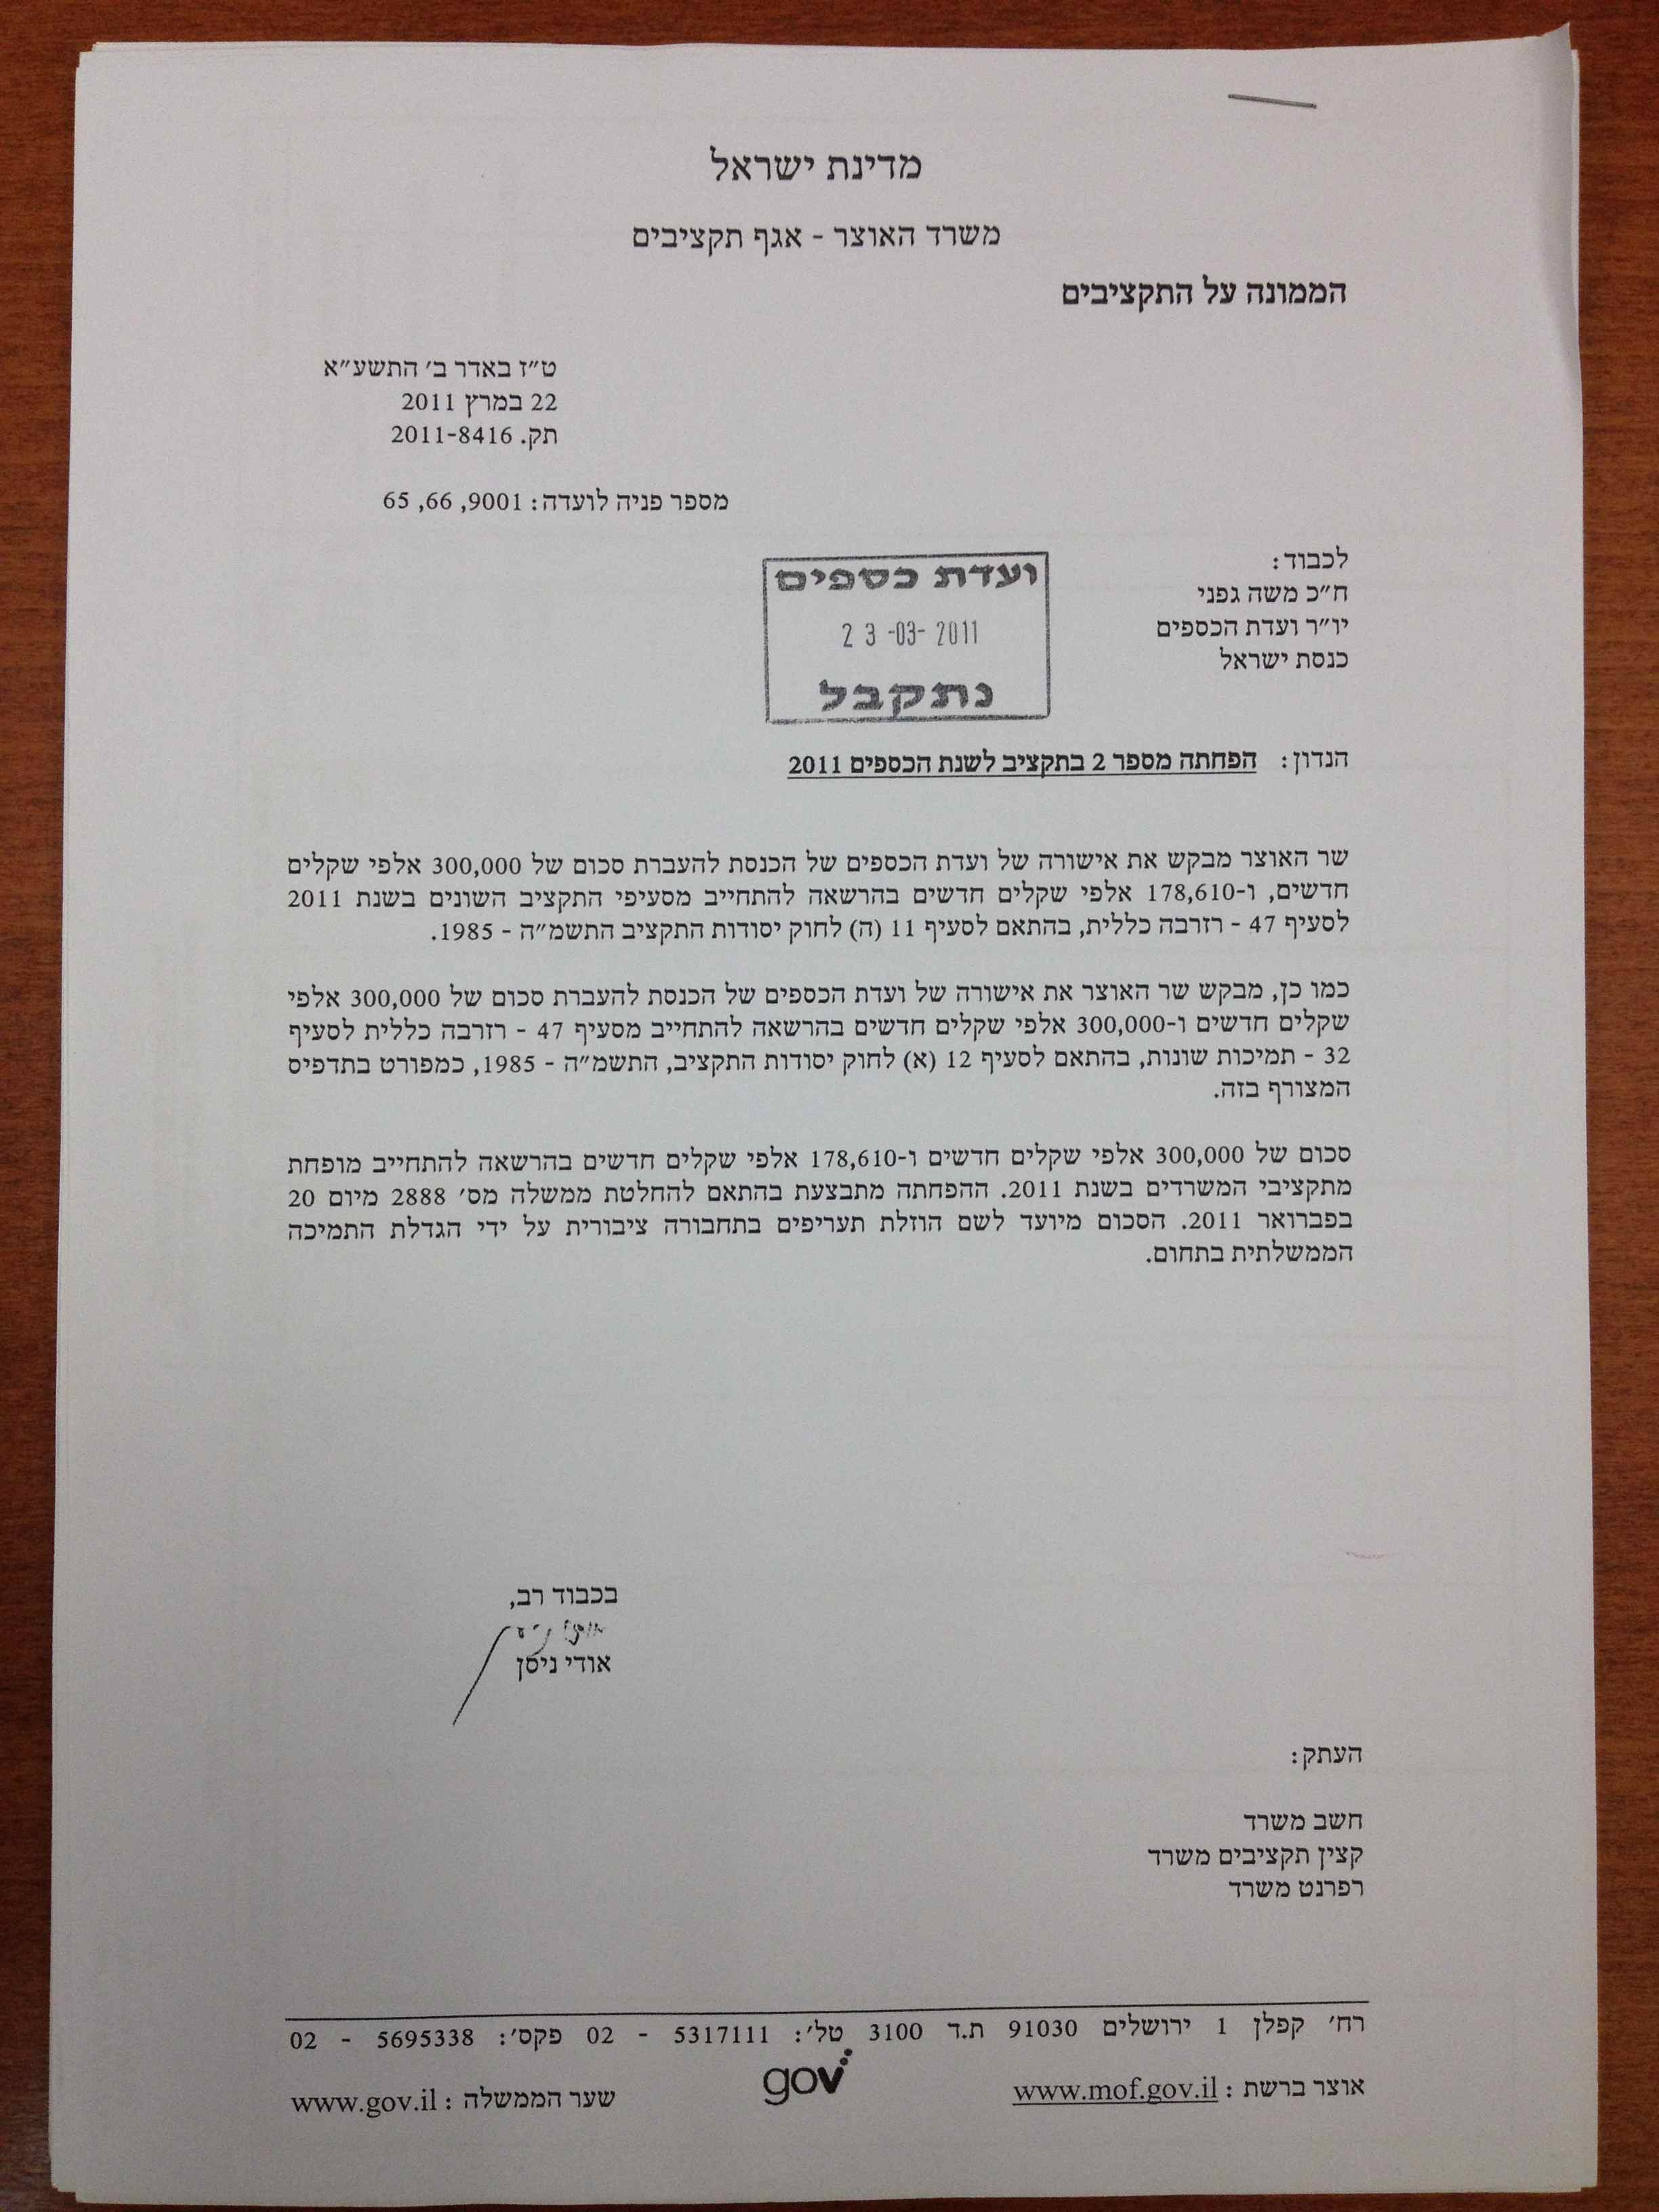 מדינת ישראל
משרד האוצר - אגף תקציבים
הממונה על התקציבים
ט״ז באדר ב׳ התשע״א
22 במרץ 2011
תק. 2011-8416
מספר פניה לועדה: 9001, 66, 65
לכבוד:
ח״כ משה גפני
יו״ר ועדת הכספים
כנסת ישראל
ועדת כספים
23-03-2011
נתקבל
הנדון: הפחתה מספר 2 בתקציב לשנת הכספים 2011
שר האוצר מבקש את אישורה של ועדת הכספים של הכנסת להעברת סכום של 300,000 אלפי שקלים
חדשים, ו-178,610 אלפי שקלים חדשים בהרשאה להתחייב מסעיפי התקציב השונים בשנת 2011
לסעיף 47 - רזרבה כללית, בהתאם לסעיף 11 (ה) לחוק יסודות התקציב התשמ״ה - 1985.
כמו כן, מבקש שר האוצר את אישורה של ועדת הכספים של הכנסת להעברת סכום של 300,000 אלפי
שקלים חדשים ו-300,000 אלפי שקלים חדשים בהרשאה להתחייב מסעיף 47 - רזרבה כללית לסעיף
32 - תמיכות שונות, בהתאם לסעיף 12 (א) לחוק יסודות התקציב, התשמ״ה - 1985, כמפורט בתדפיס
המצורף בזה.
סכום של 300,000 אלפי שקלים חדשים ו-178,610 אלפי שקלים חדשים בהרשאה להתחייב מופחת
מתקציבי המשרדים בשנת 2011. ההפחתה מתבצעת בהתאם להחלטת ממשלה מס׳ 2888 מיום 20
בפברואר 2011. הסכום מיועד לשם הוזלת תעריפים בתחבורה ציבורית על ידי הגדלת התמיכה
הממשלתית בתחום.
בכבוד רב,
אודי ניסן
העתק:
חשב משרד
קצין תקציבים משרד
רפרנט משרד
רח׳ קפלן 1 ירושלים 91030 ת.ד 3100 טל׳: 5317111 - 02 פקס׳: 5695338 - 02
אוצר ברשת: www.mof.gov.il gov שער הממשלה: www.gov.il